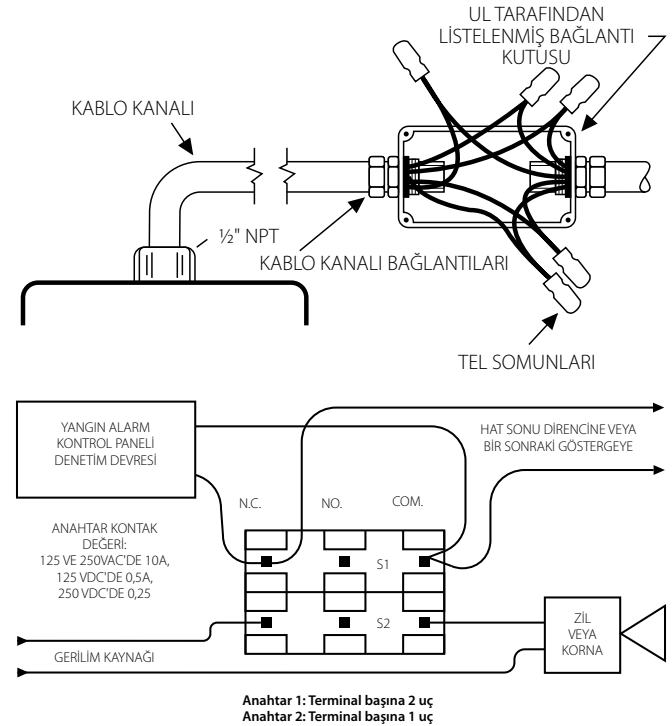 UL TARAFINDAN
LİSTELENMİŞ BAĞLANTI
KUTUSU
KABLO KANALI
½" NPT
KABLO KANALI BAĞLANTILARI
TEL SOMUNLARI
YANGIN ALARM
KONTROL PANELİ
DENETİM DEVRESİ
HAT SONU DİRENCİNE VEYA
BİR SONRAKİ GÖSTERGEYE
N.C.
NO.
COM.
ANAHTAR KONTAK
DEĞERİ:
125 VE 250VAC'DE 10A,
125 VDC'DE 0,5A,
250 VDC'DE 0,25
S1
S2
ZİL
VEYA
KORNA
GERİLİM KAYNAĞI
Anahtar 1: Terminal başına 2 uç
Anahtar 2: Terminal başına 1 uç